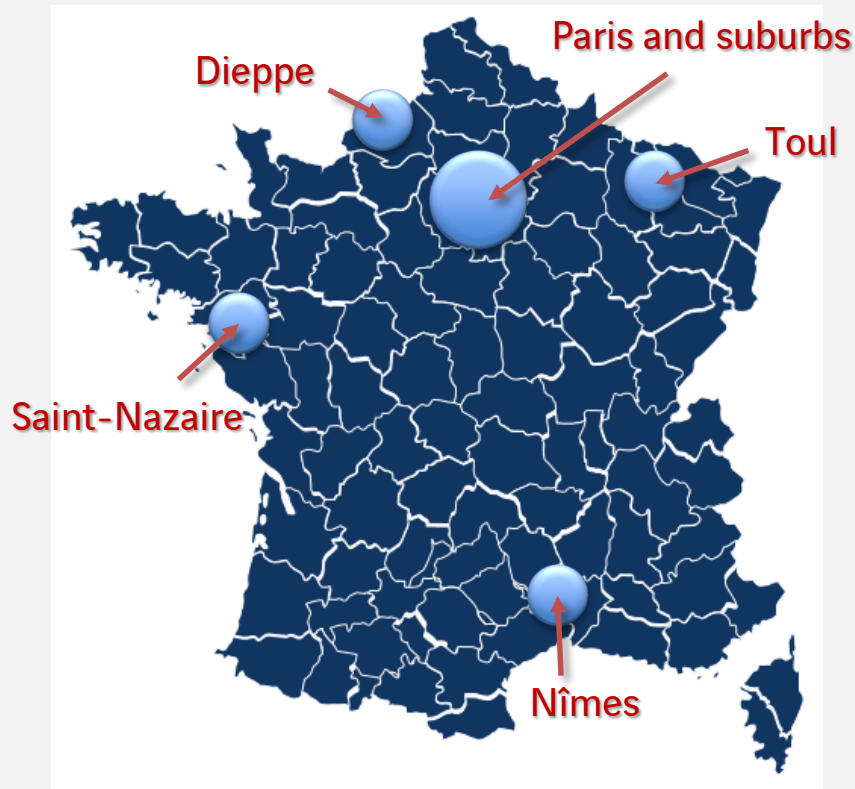 Paris and suburbs
Dieppe
Toul
Saint-Nazaire
Nîmes